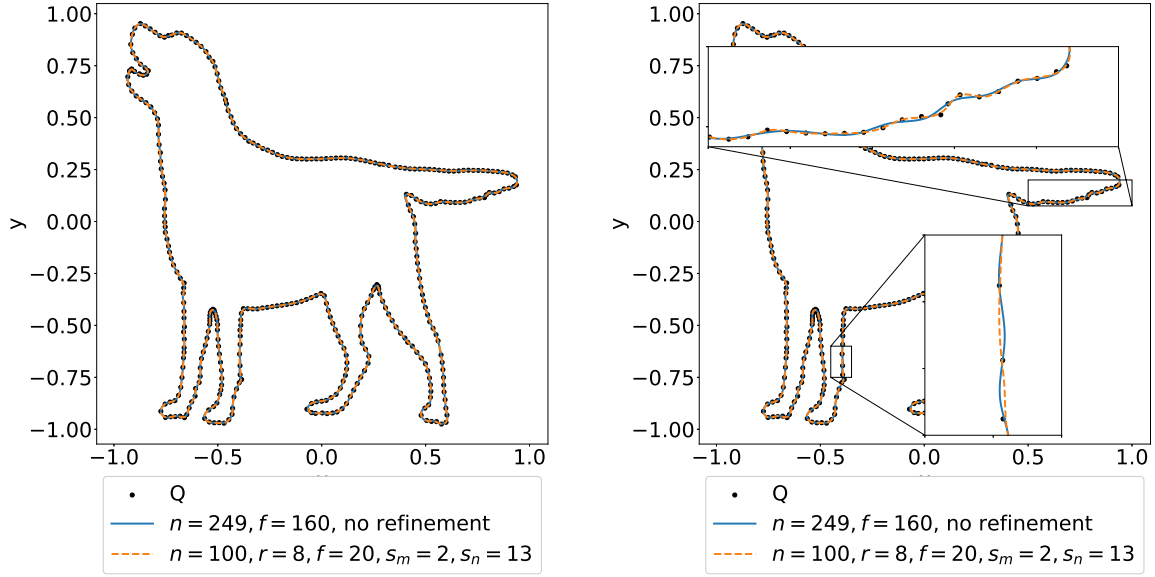 1.00
0.75
0.50
0.25
0.00
−0.25
−0.50
−0.75
−1.00
y
−1.0 −0.5 0.0 0.5 1.0
Q
n = 249, f = 160, no refinement
n = 100, r = 8, f = 20, s_m = 2, s_n = 13
1.00
0.75
0.50
0.25
0.00
−0.25
−0.50
−0.75
−1.00
y
−1.0 −0.5 0.0 0.5 1.0
Q
n = 249, f = 160, no refinement
n = 100, r = 8, f = 20, s_m = 2, s_n = 13